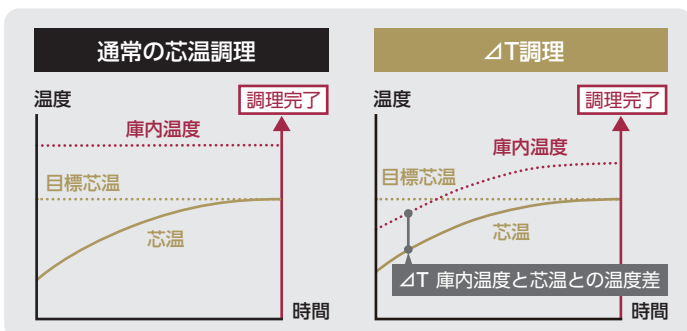 通常の芯温調理
温度
調理完了
庫内温度
目標芯温
芯温
時間
⊿T調理
温度
調理完了
庫内温度
目標芯温
芯温
⊿T 庫内温度と芯温との温度差
時間